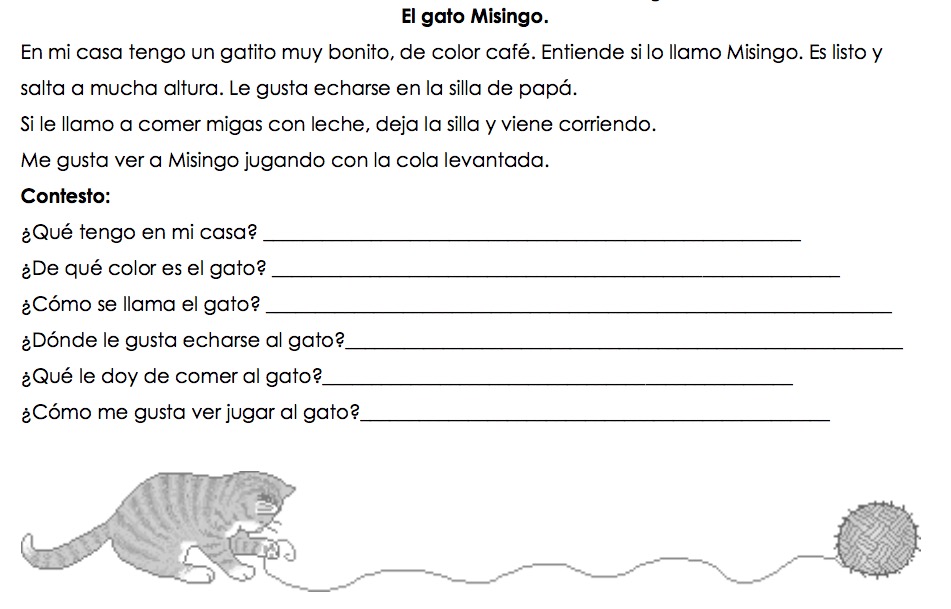 El gato Misingo.
En mi casa tengo un gatito muy bonito, de color café. Entiende si lo llamo Misingo. Es listo y
salta a mucha altura. Le gusta echarse en la silla de papá.
Si le llamo a comer migas con leche, deja la silla y viene corriendo.
Me gusta ver a Misingo jugando con la cola levantada.
Contesto:
¿Qué tengo en mi casa? ____________________
¿De qué color es el gato? ____________________
¿Cómo se llama el gato? ____________________
¿Dónde le gusta echarse al gato?____________________
¿Qué le doy de comer al gato?____________________
¿Cómo me gusta ver jugar al gato?____________________